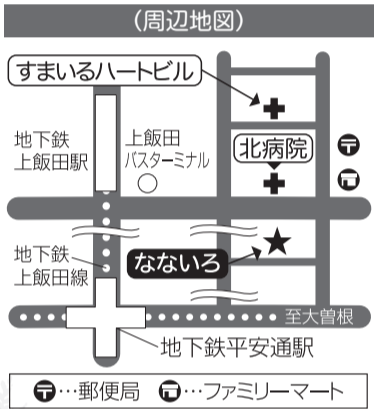 (周辺地図)
すまいるハートビル
地下鉄
上飯田駅
上飯田
バスターミナル
北病院
地下鉄
上飯田線
なないろ
至大曽根
地下鉄平安通駅
〒…郵便局 …ファミリーマート